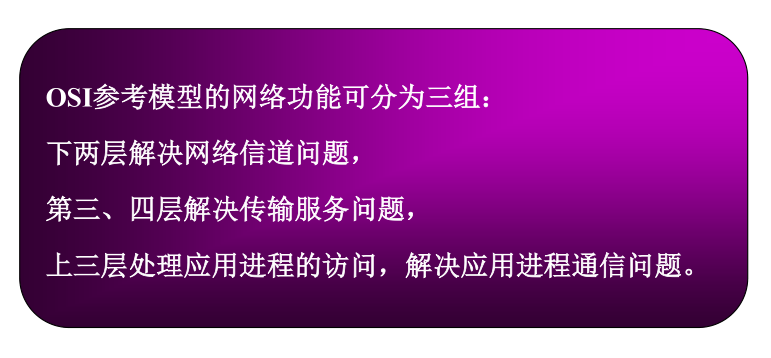 OSI参考模型的网络功能可分为三组：
下两层解决网络信道问题，
第三、四层解决传输服务问题，
上三层处理应用进程的访问，解决应用进程通信问题。